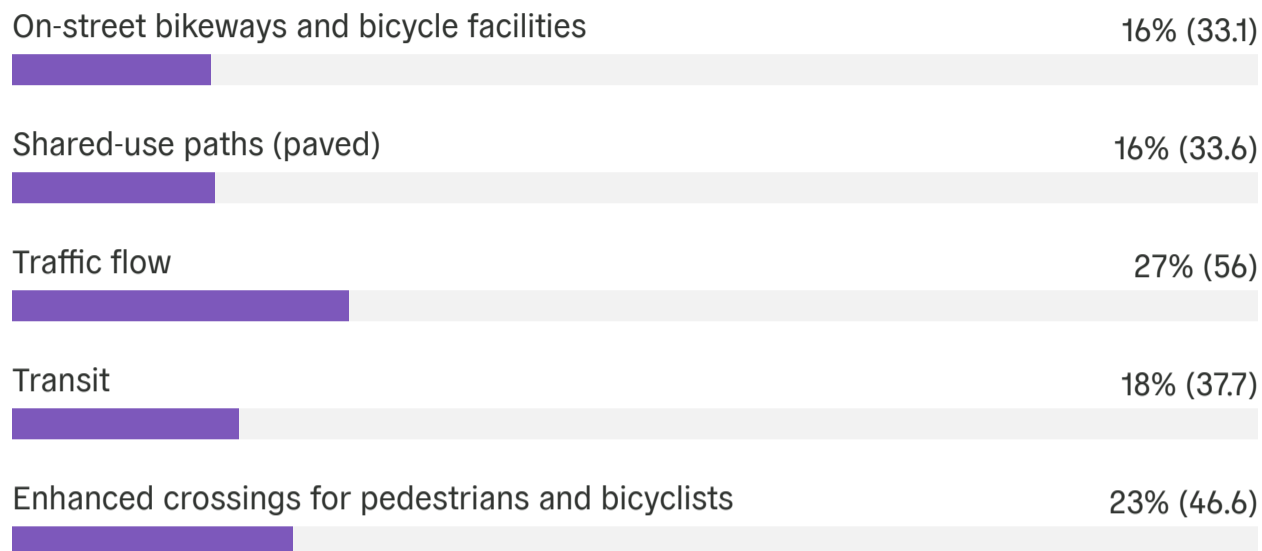 On-street bikeways and bicycle facilities 16% (33.1)
Shared-use paths (paved) 16% (33.6)
Traffic flow 27% (56)
Transit 18% (37.7)
Enhanced crossings for pedestrians and bicyclists 23% (46.6)